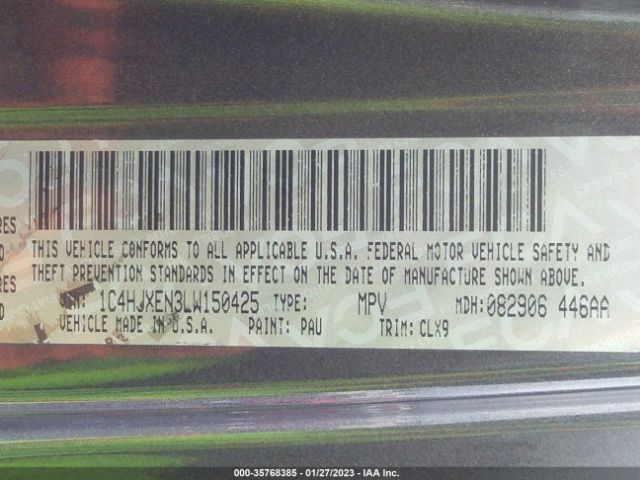 RES
D
THIS VEHICLE CONFORMS TO ALL APPLICABLE U.S.A. FEDERAL MOTOR VEHICLE SAFETY AND
THEFT PREVENTION STANDARDS IN EFFECT ON THE DATE OF MANUFACTURE SHOWN ABOVE.
D
VIN: 1C4HJXEN3LW150425 TYPE: MPV MDH:082906 446AA
VEHICLE MADE IN U.S.A. PAINT: PAU TRIM: CLX9
000-35768385 - 01/27/2023 - IAA Inc.